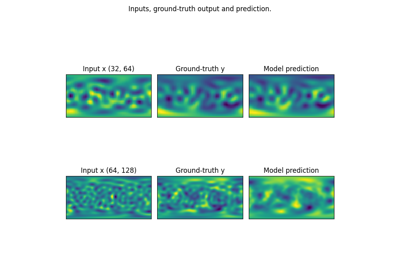 Inputs, ground-truth output and prediction.
Input x (32, 64) Ground-truth y Model prediction
Input x (64, 128) Ground-truth y Model prediction